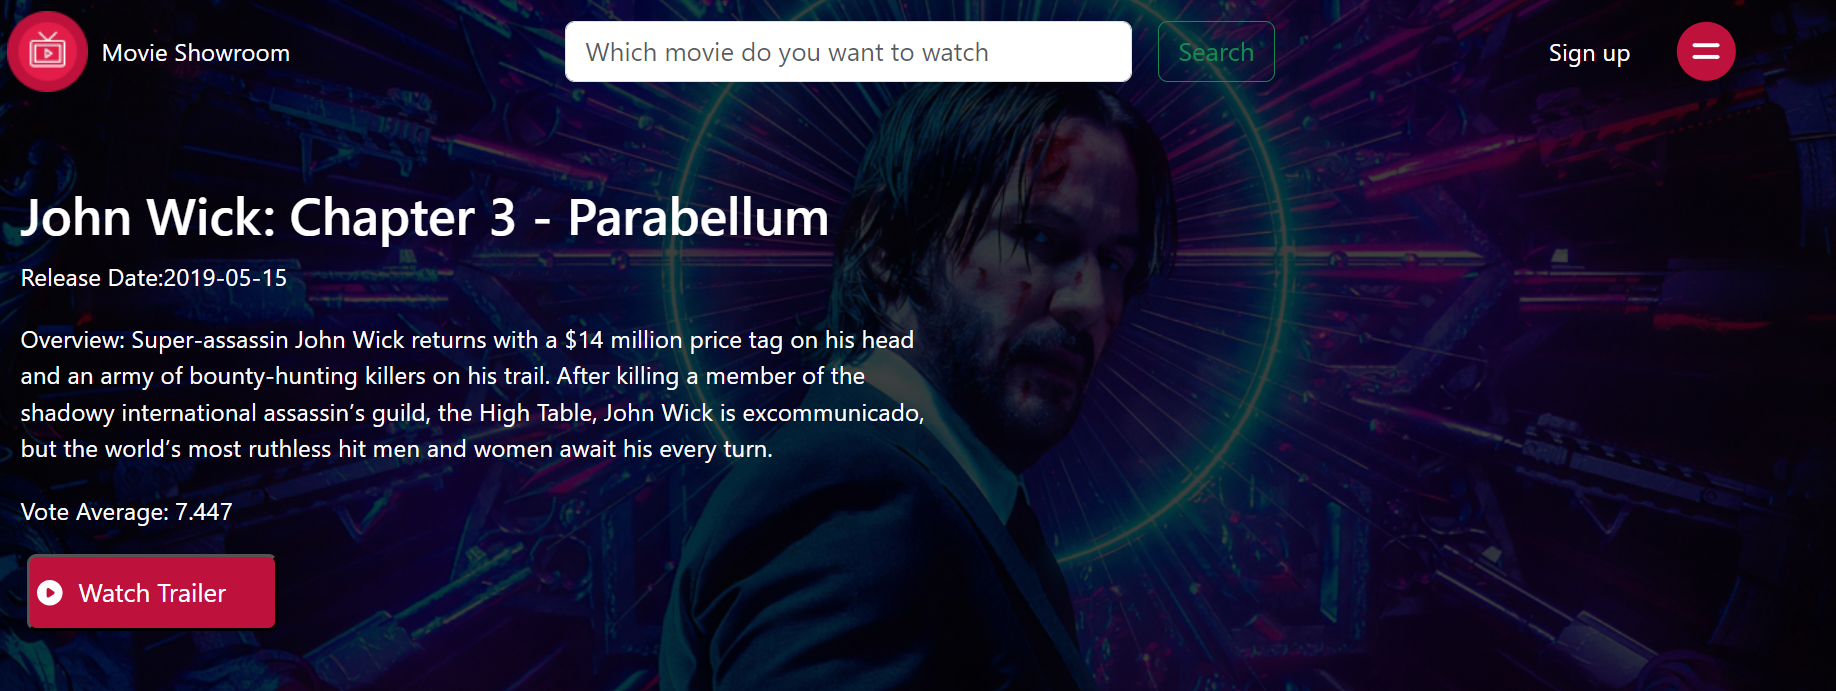 Movie Showroom
Which movie do you want to watch
Search
Sign up
John Wick: Chapter 3 - Parabellum
Release Date:2019-05-15
Overview: Super-assassin John Wick returns with a $14 million price tag on his head
and an army of bounty-hunting killers on his trail. After killing a member of the
shadowy international assassin’s guild, the High Table, John Wick is excommunicado,
but the world’s most ruthless hit men and women await his every turn.
Vote Average: 7.447
Watch Trailer